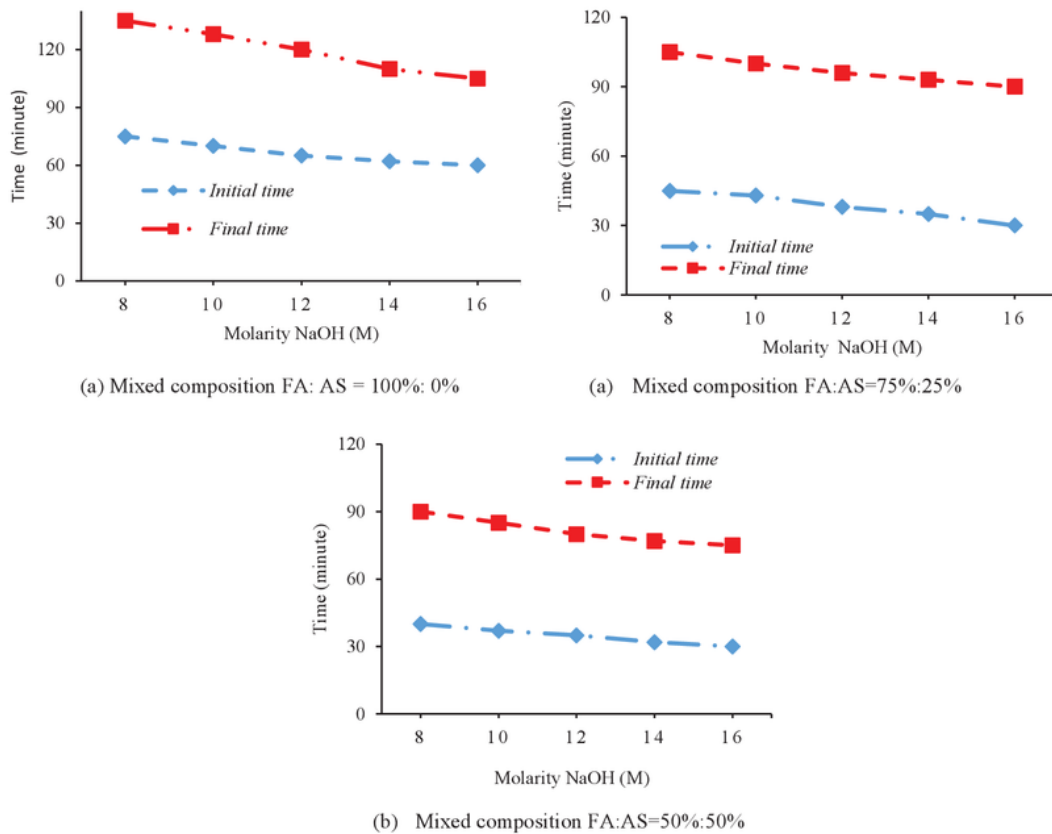 120
90
60
30
0
Time (minute)
Initial time
Final time
8 10 12 14 16
Molarity NaOH (M)
(a) Mixed composition FA: AS = 100%: 0%
120
90
60
30
0
Time (minute)
Initial time
Final time
8 10 12 14 16
Molarity NaOH (M)
(a) Mixed composition FA:AS=75%:25%
120
90
60
30
0
Time (minute)
Initial time
Final time
8 10 12 14 16
Molarity NaOH (M)
(b) Mixed composition FA:AS=50%:50%